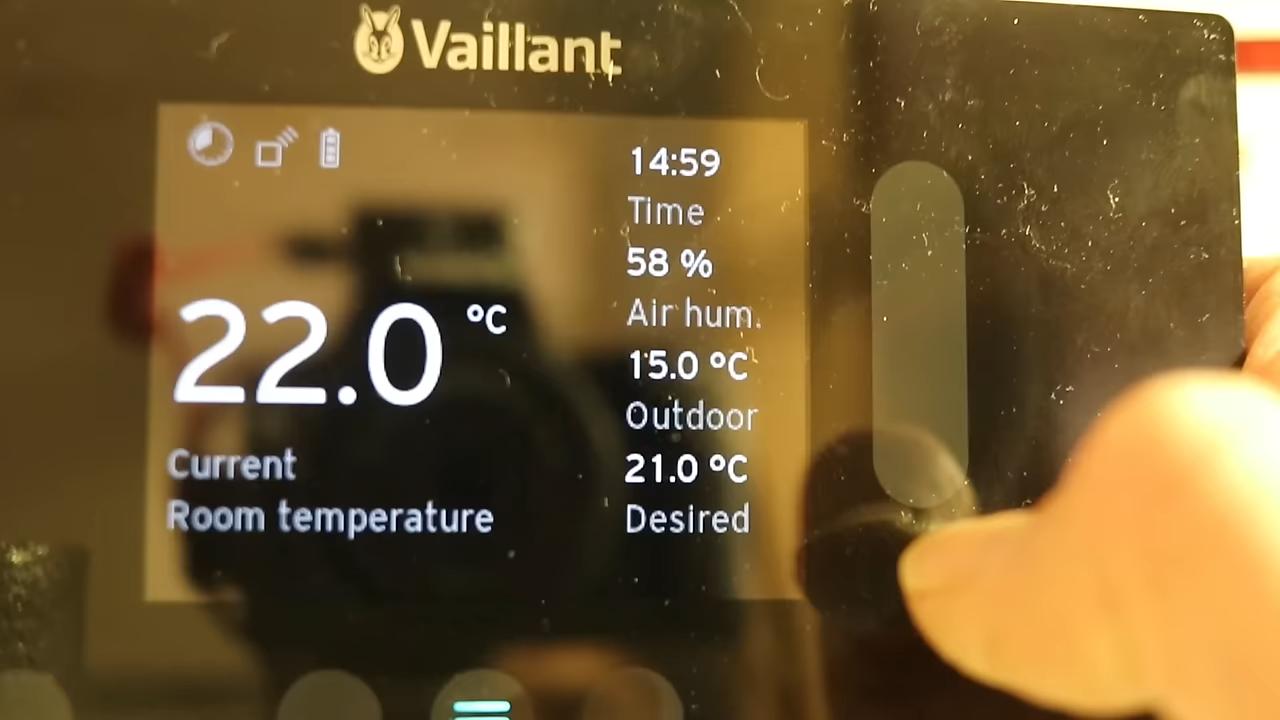 Vaillant
22.0 °C
Current
Room temperature
14:59
Time
58 %
Air hum.
15.0 °C
Outdoor
21.0 °C
Desired